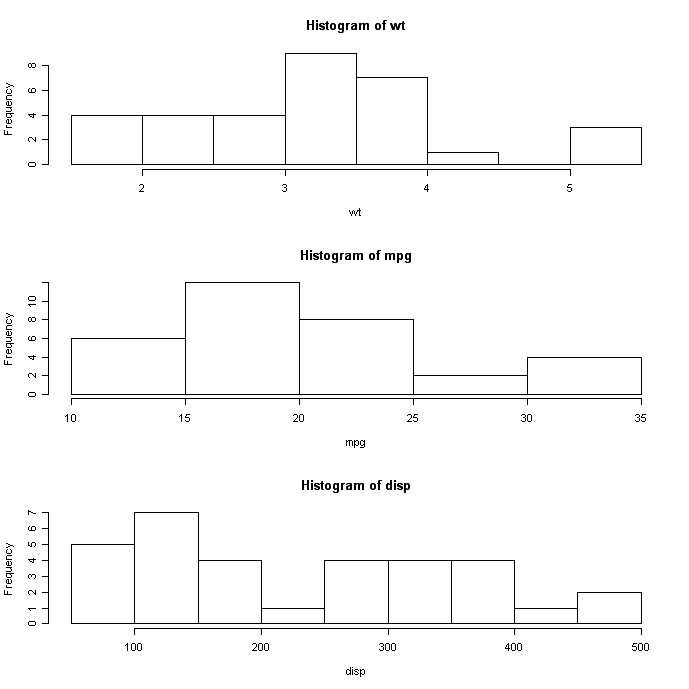 Histogram of wt
Frequency
8
6
4
2
0
2 3 4 5
wt
Histogram of mpg
Frequency
10
8
6
4
2
0
10 15 20 25 30 35
mpg
Histogram of disp
Frequency
7
6
5
4
3
2
1
0
100 200 300 400 500
disp